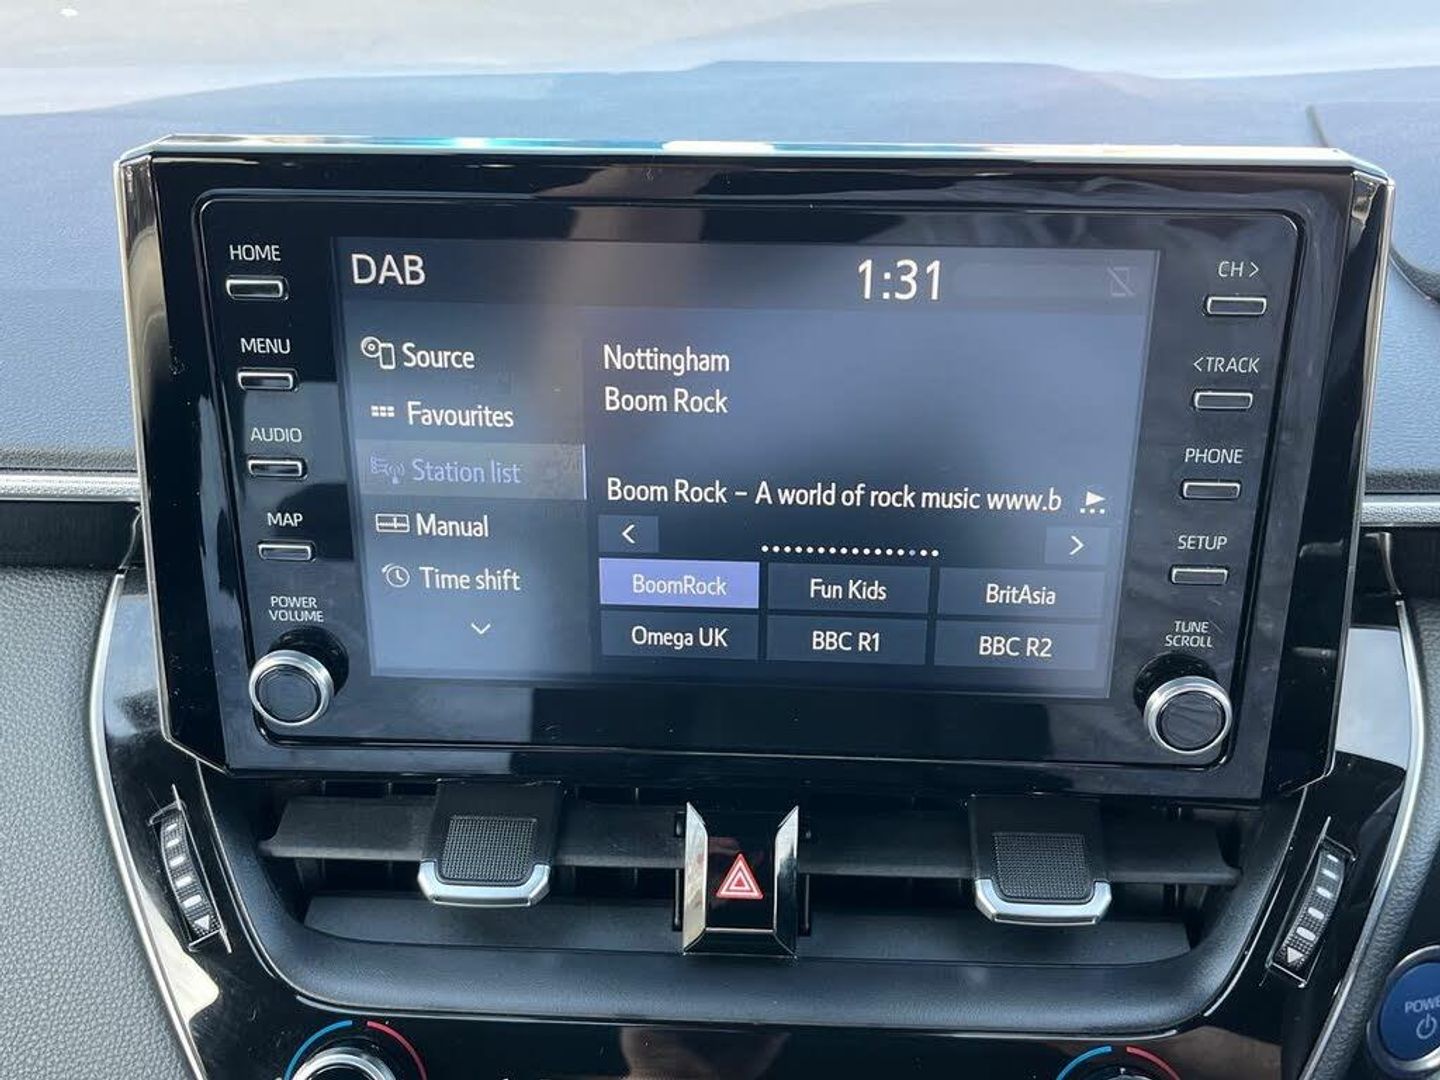 HOME
MENU
AUDIO
MAP
POWER
VOLUME
DAB
1:31
Source
Favourites
Station list
Manual
Time shift
Nottingham
Boom Rock
Boom Rock – A world of rock music www.b
BoomRock
Fun Kids
BritAsia
Omega UK
BBC R1
BBC R2
CH >
<TRACK
PHONE
SETUP
TUNE
SCROLL